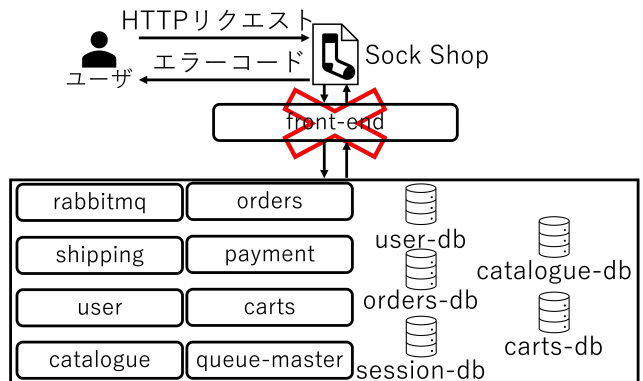 HTTPリクエスト
エラーコード
ユーザ
Sock Shop
front-end
rabbitmq
orders
shipping
payment
user
carts
catalogue
queue-master
user-db
orders-db
session-db
catalogue-db
carts-db